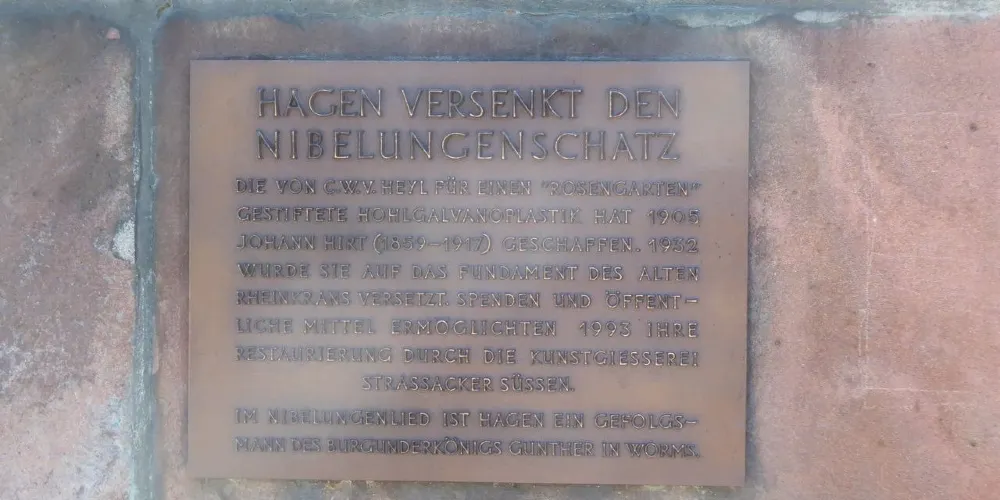 HAGEN VERSENKT DEN
NIBELUNGENSCHATZ
DIE VON C.W.V. HEYL FÜR EINEN "ROSENGARTEN"
GESTIFTETE HOHLGALVANOPLASTIK HAT 1905
JOHANN HIRT (1859-1917) GESCHAFFEN. 1932
WURDE SIE AUF DAS FUNDAMENT DES ALTEN
RHEINKRANS VERSETZT. SPENDEN UND ÖFFENT-
LICHE MITTEL ERMÖGLICHTEN 1993 IHRE
RESTAURIERUNG DURCH DIE KUNSTGIESSEREI
STRASSACKER SÜSSEN.
IM NIBELUNGENLIED IST HAGEN EIN GEFOLGS-
MANN DES BURGUNDERKÖNIGS GUNTHER IN WORMS.